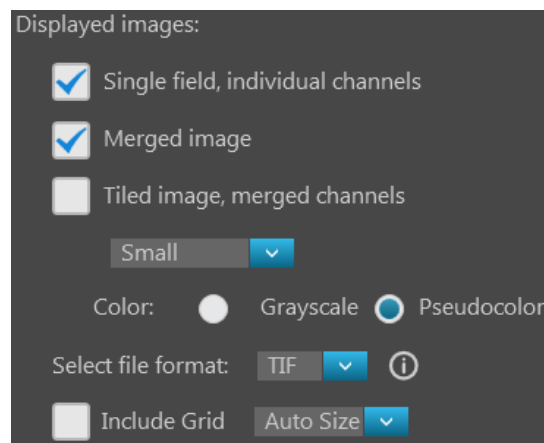 Displayed images:
Single field, individual channels
Merged image
Tiled image, merged channels
Small
Color: Grayscale Pseudocolor
Select file format: TIF
Include Grid Auto Size